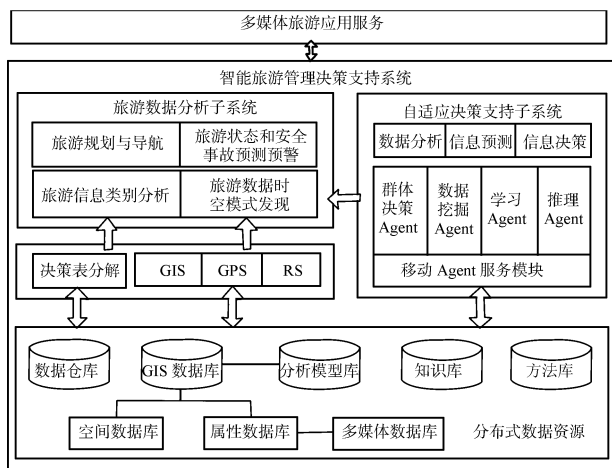 多媒体旅游应用服务
智能旅游管理决策支持系统
旅游数据分析子系统
旅游规划与导航
旅游状态和安全
事故预测预警
旅游信息类别分析
旅游数据时
空模式发现
自适应决策支持子系统
数据分析
信息预测
信息决策
群体
决策
Agent
数据
挖掘
Agent
学习
Agent
推理
Agent
移动 Agent 服务模块
决策表分解
GIS
GPS
RS
数据仓库
GIS 数据库
分析模型库
知识库
方法库
空间数据库
属性数据库
多媒体数据库
分布式数据资源